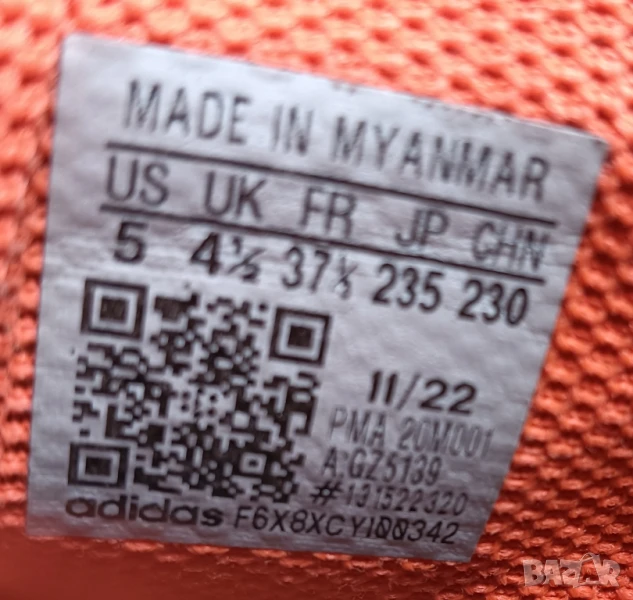 MADE IN MYANMAR
US UK FR JP CHN
5 4½ 37⅓ 235 230
11/22
PMA 20M001
A:GZ5139
#131522320
adidas F6X8XCYI00342
BAZAR